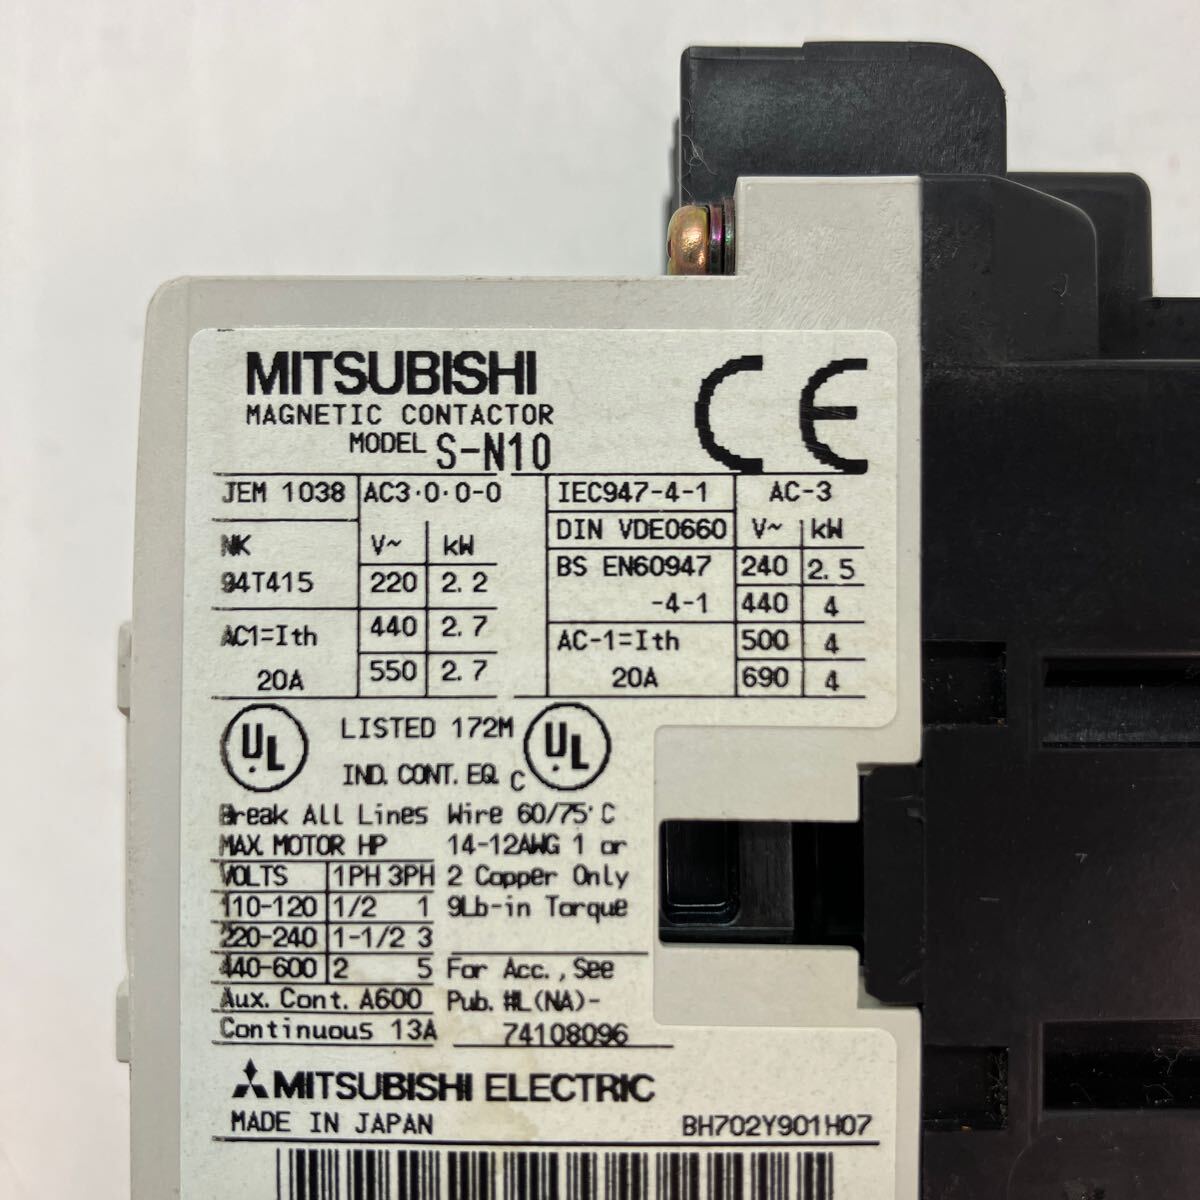 MITSUBISHI
CE
MAGNETIC CONTACTOR
MODEL S-N10
JEM 1038 AC3·0·0-0 IEC947-4-1 AC-3
NK V~ kW DIN VDE0660 V~ kW
94T415 220 2.2 BS EN60947 240 2.5
-4-1 440 4
AC1=Ith 440 2.7 AC-1=Ith 500 4
20A 550 2.7 20A 690 4
UL LISTED 172M UL
IND. CONT. EQ. C
Break All Lines Wire 60/75°C
MAX. MOTOR HP 14-12AWG 1 or
VOLTS 1PH 3PH 2 Copper Only
110-120 1/2 1 9Lb-in Torque
220-240 1-1/2 3
440-600 2 5 For Acc., See
Aux. Cont. A600 Pub. #L(NA)-
Continuous 13A 74108096
MITSUBISHI ELECTRIC
MADE IN JAPAN BH702Y901H07